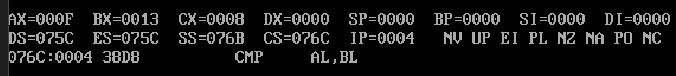 AX=000F BX=0013 CX=0008 DX=0000 SP=0000 BP=0000 SI=0000 DI=0000
DS=075C ES=075C SS=076B CS=076C IP=0004 NV UP EI PL NZ NA PO NC
076C:0004 38D8 CMP AL,BL